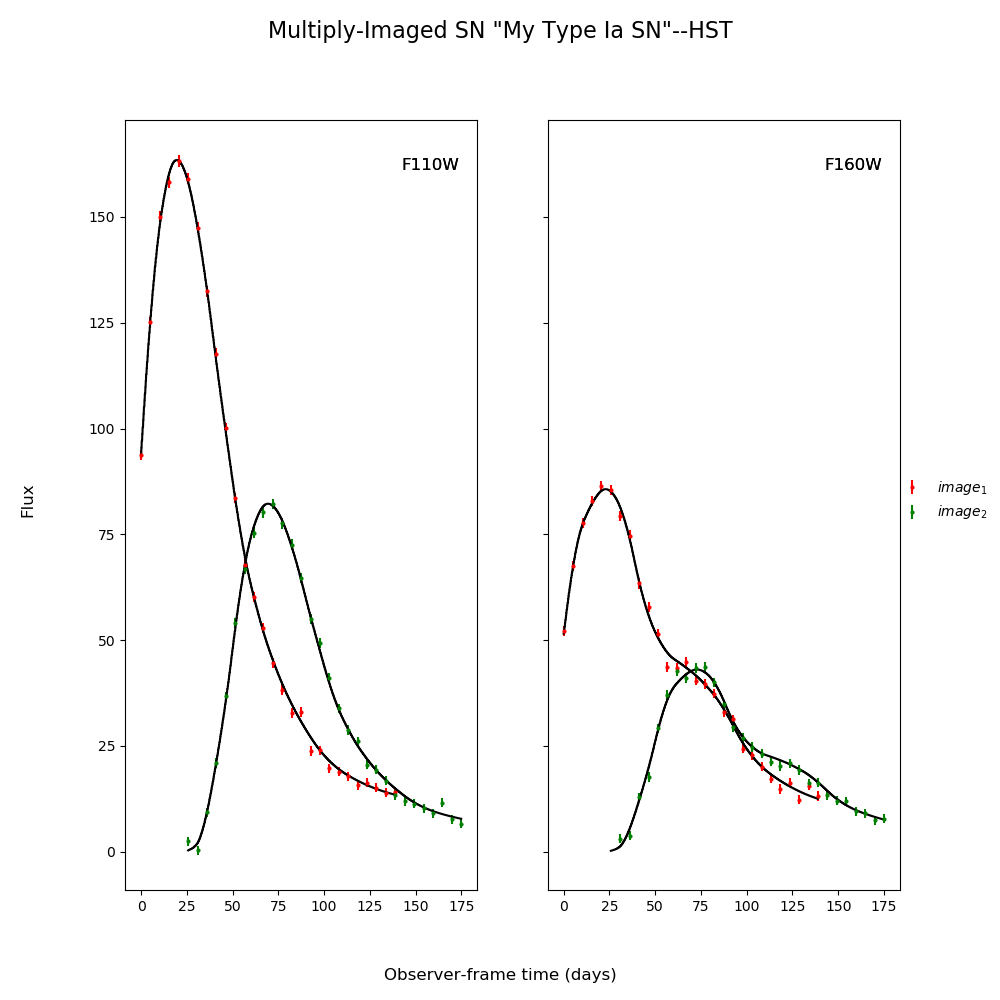 Multiply-Imaged SN "My Type Ia SN"--HST
F110W
F160W
150
125
100
75
50
25
0
Flux
image1
image2
0 25 50 75 100 125 150 175
0 25 50 75 100 125 150 175
Observer-frame time (days)